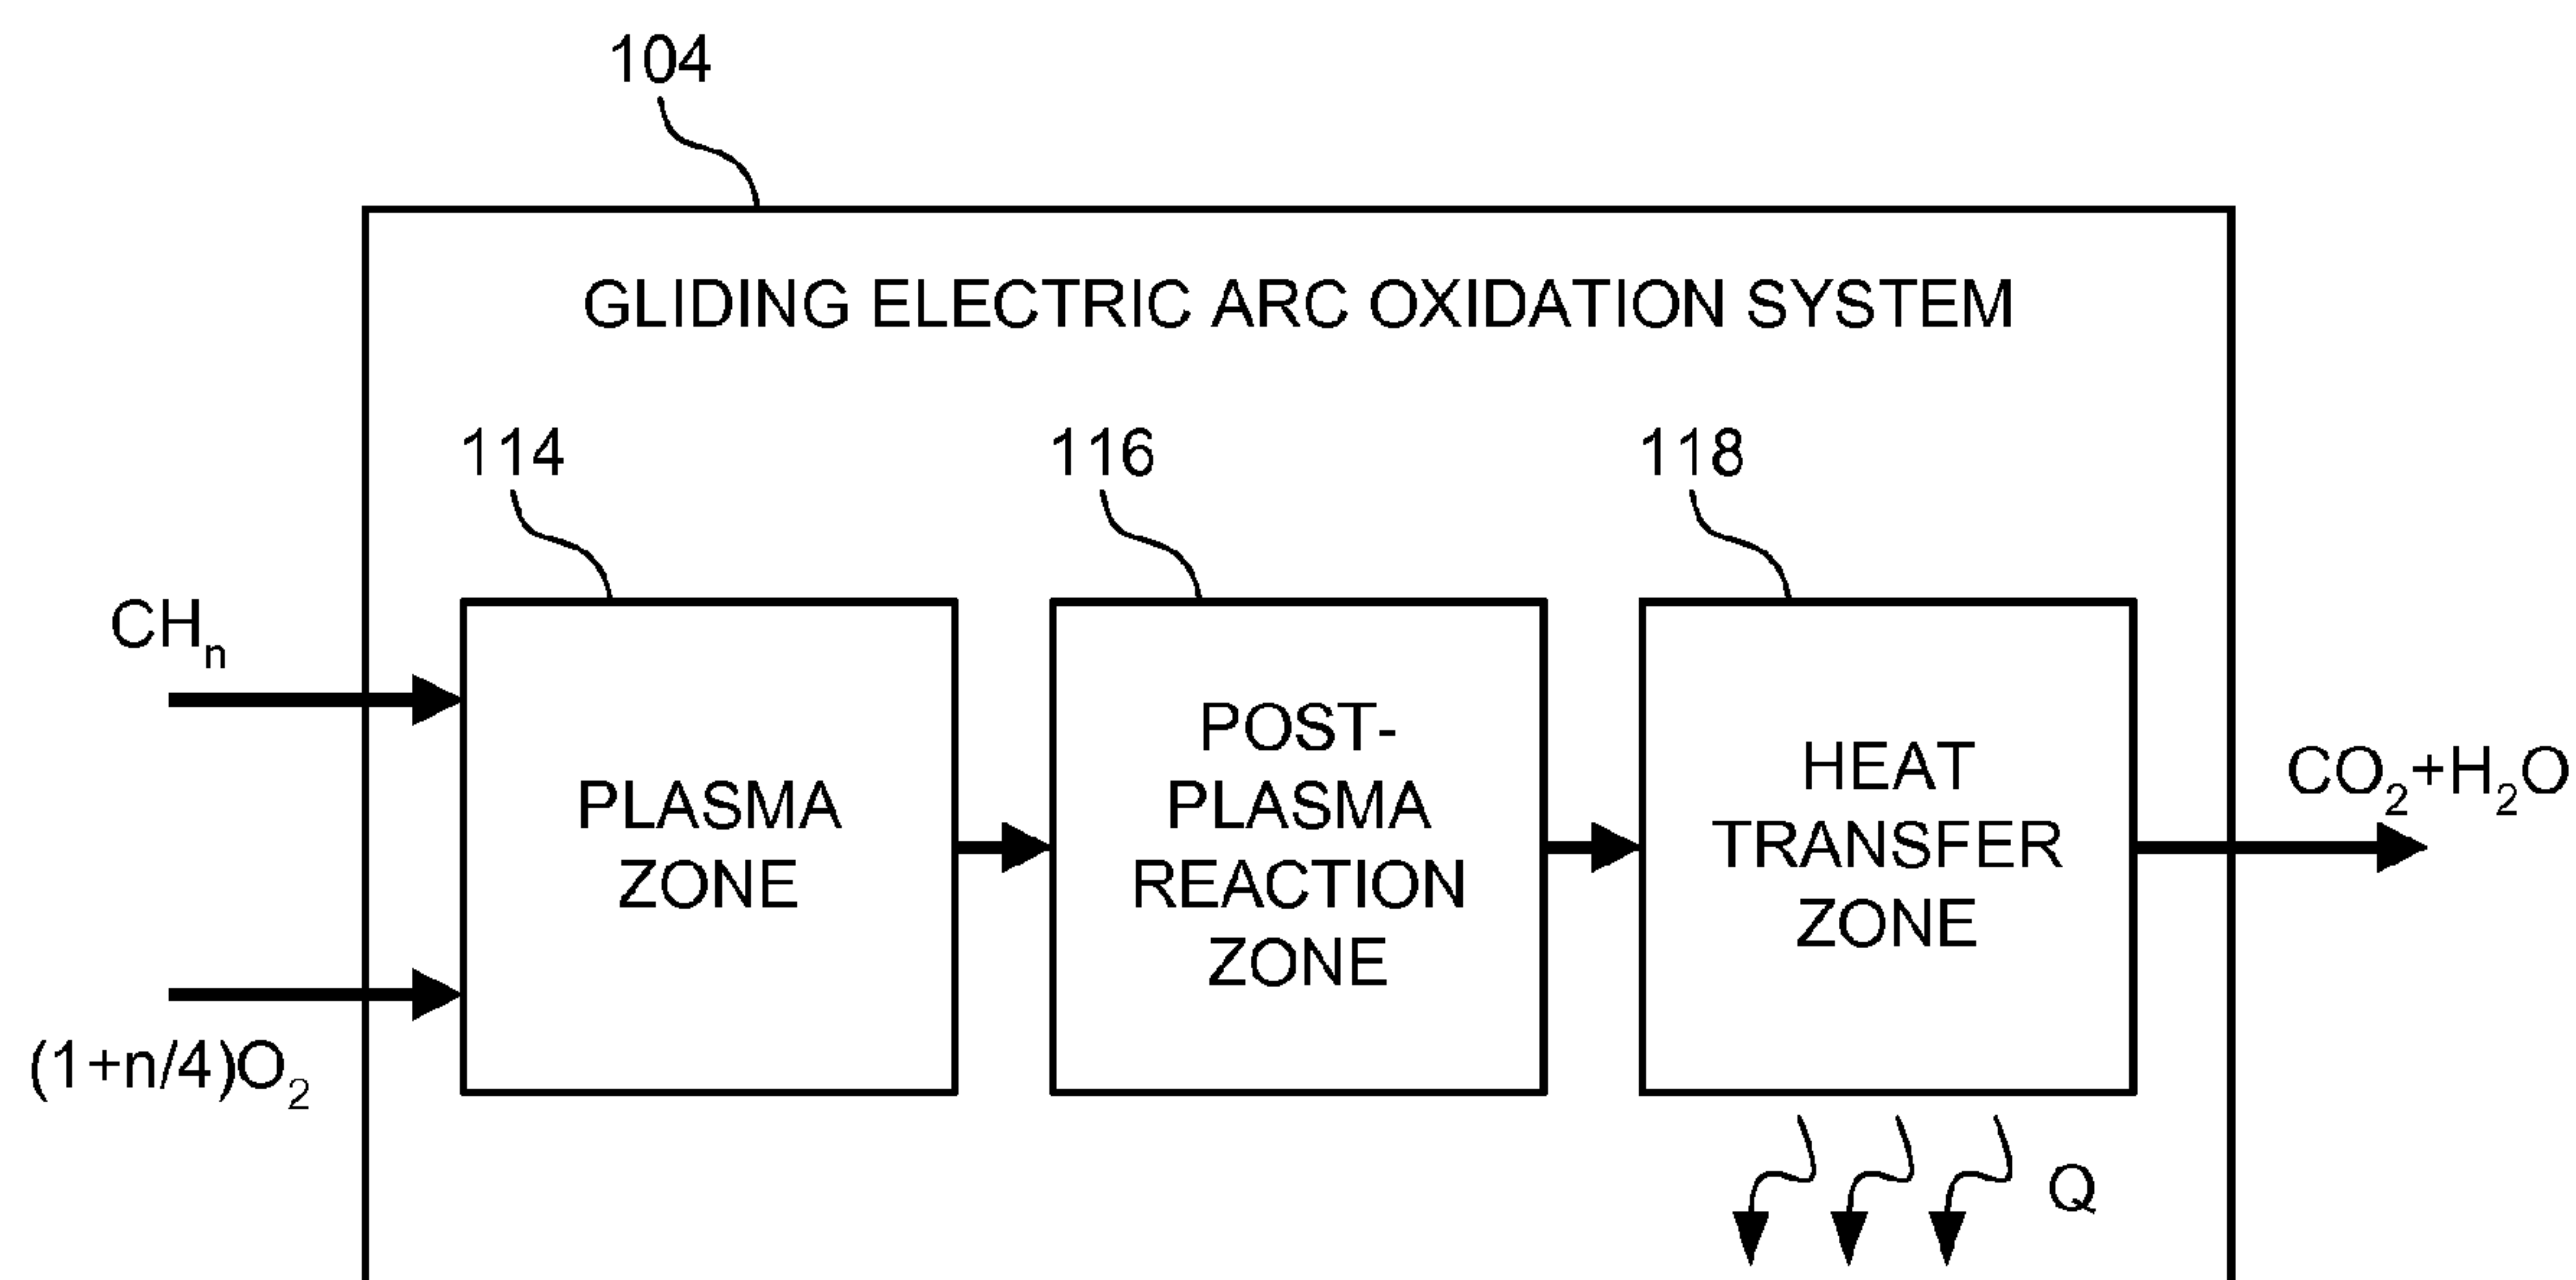 104
GLIDING ELECTRIC ARC OXIDATION SYSTEM
114
116
118
CHₙ
(1+n/4)O₂
PLASMA
ZONE
POST-
PLASMA
REACTION
ZONE
HEAT
TRANSFER
ZONE
CO₂+H₂O
Q